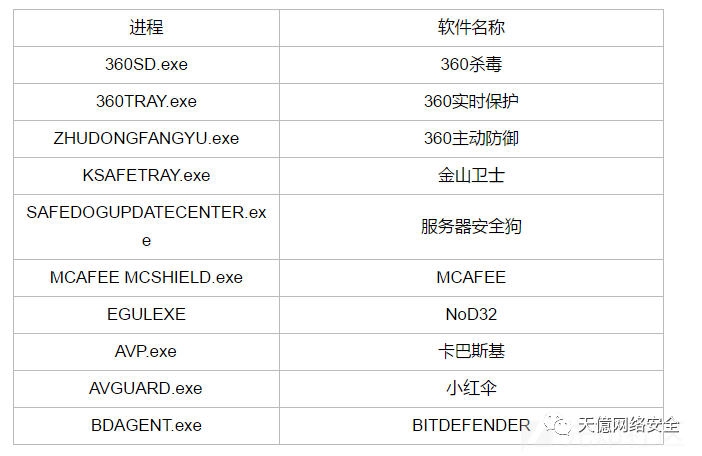 进程 软件名称
360SD.exe 360杀毒
360TRAY.exe 360实时保护
ZHUDONGFANGYU.exe 360主动防御
KSAFETRAY.exe 金山卫士
SAFEDOGUPDATECENTER.ex
e 服务器安全狗
MCAFEE MCSHIELD.exe MCAFEE
EGULEXE NoD32
AVP.exe 卡巴斯基
AVGUARD.exe 小红伞
BDAGENT.exe BITDEFENDER
天億网络安全